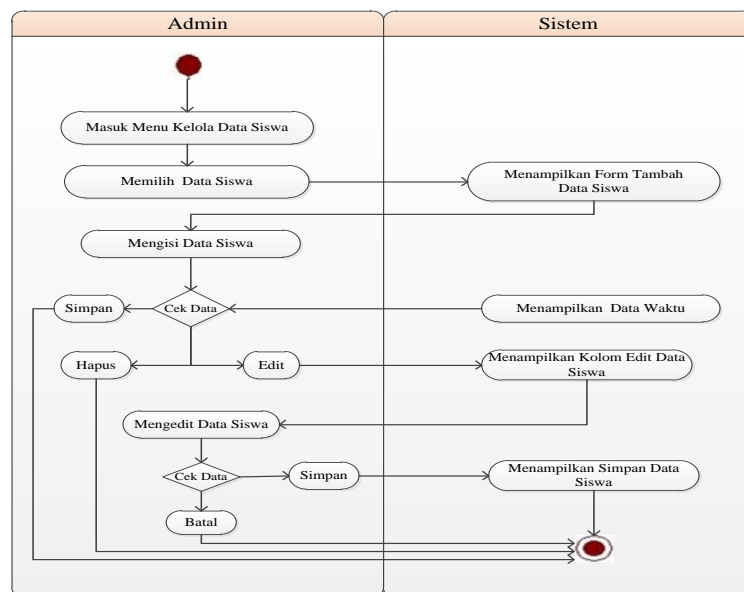 Admin
Sistem
Masuk Menu Kelola Data Siswa
Memilih Data Siswa
Menampilkan Form Tambah
Data Siswa
Mengisi Data Siswa
Simpan
Cek Data
Menampilkan Data Waktu
Hapus
Edit
Menampilkan Kolom Edit Data
Siswa
Mengedit Data Siswa
Cek Data
Simpan
Menampilkan Simpan Data
Siswa
Batal